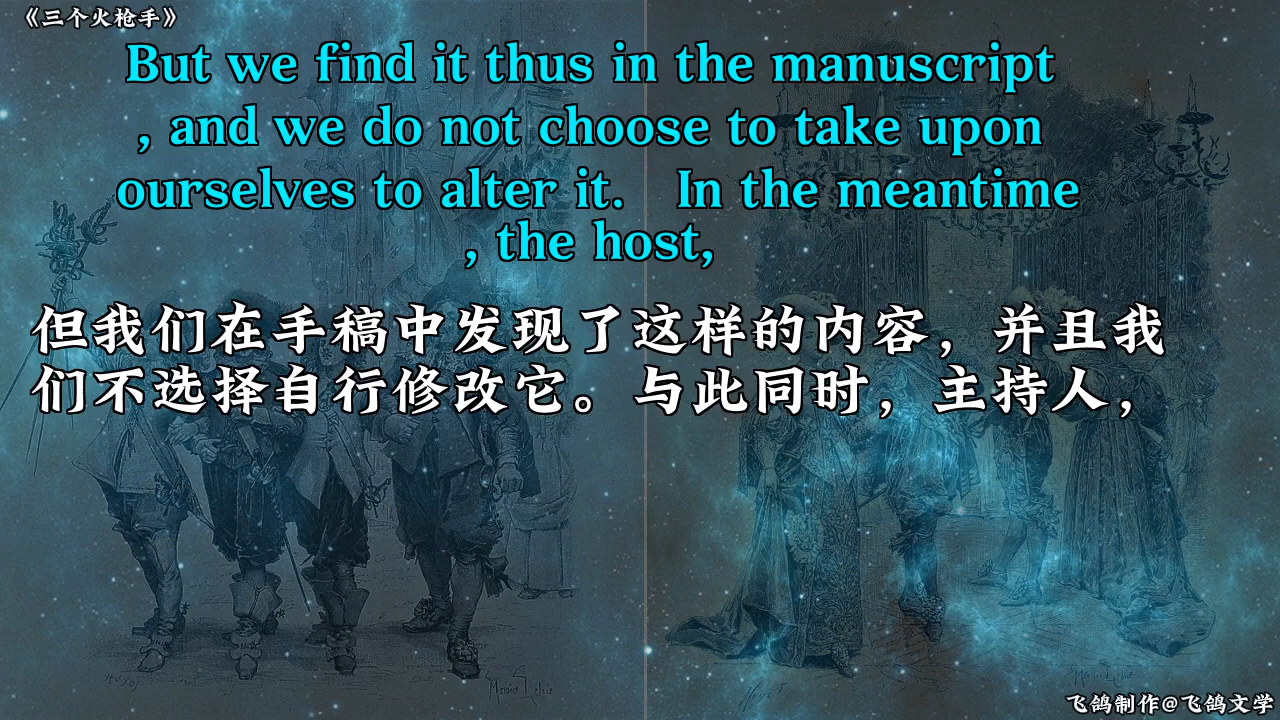 《三个火枪手》
But we find it thus in the manuscript
, and we do not choose to take upon
ourselves to alter it. In the meantime
, the host,
但我们在手稿中发现了这样的内容，并且我
们不选择自行修改它。与此同时，主持人，
飞鸽制作@飞鸽文学